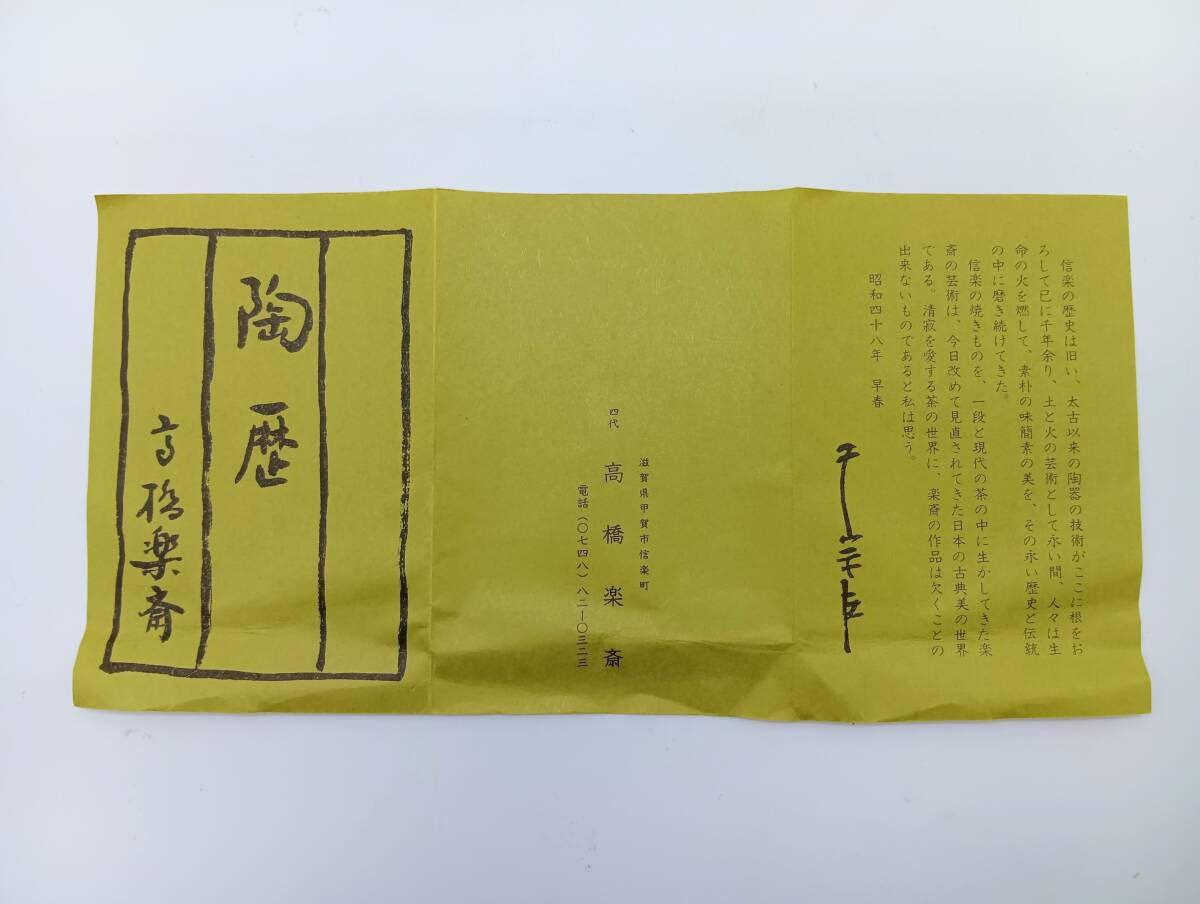 信楽の歴史は旧い、太古以来の陶器の技術がここに根をお
ろして已に千年余り、土と火の芸術として永い間、人々は生
命の火を燃して、素朴の味簡素の美を、その永い歴史と伝統
の中に磨き続けてきた。
信楽の焼きものを、一段と現代の茶の中に生かしてきた楽
斎の芸術は、今日改めて見直されてきた日本の古典美の世界
である。清寂を愛する茶の世界に、楽斎の作品は欠くことの
出来ないものであると私は思う。
昭和四十八年 早春
滋賀県甲賀市信楽町
四代 高橋楽斎
電話(〇七四八)八二―〇三二三
陶歴
高橋楽斎